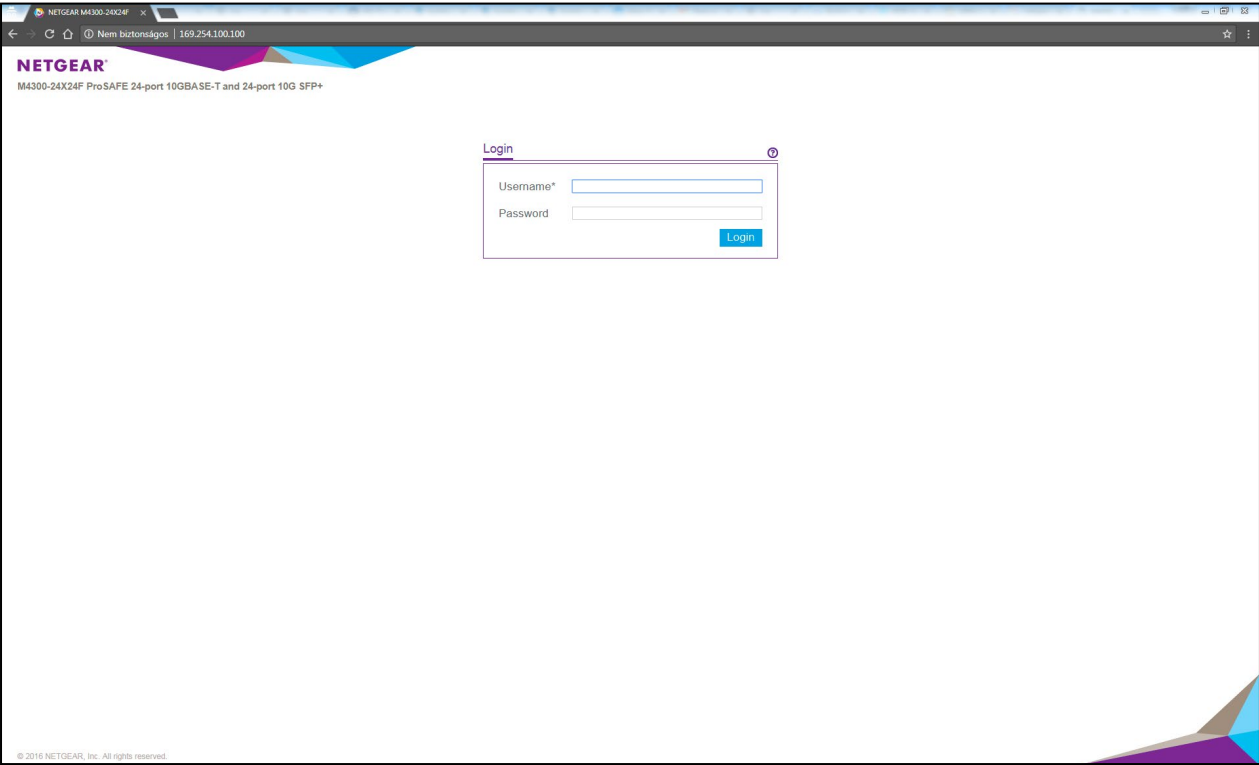 NETGEAR M4300-24X24F
Nem biztonságos | 169.254.100.100
NETGEAR®
M4300-24X24F ProSAFE 24-port 10GBASE-T and 24-port 10G SFP+
Login
Username*
Password
Login
© 2016 NETGEAR, Inc. All rights reserved.